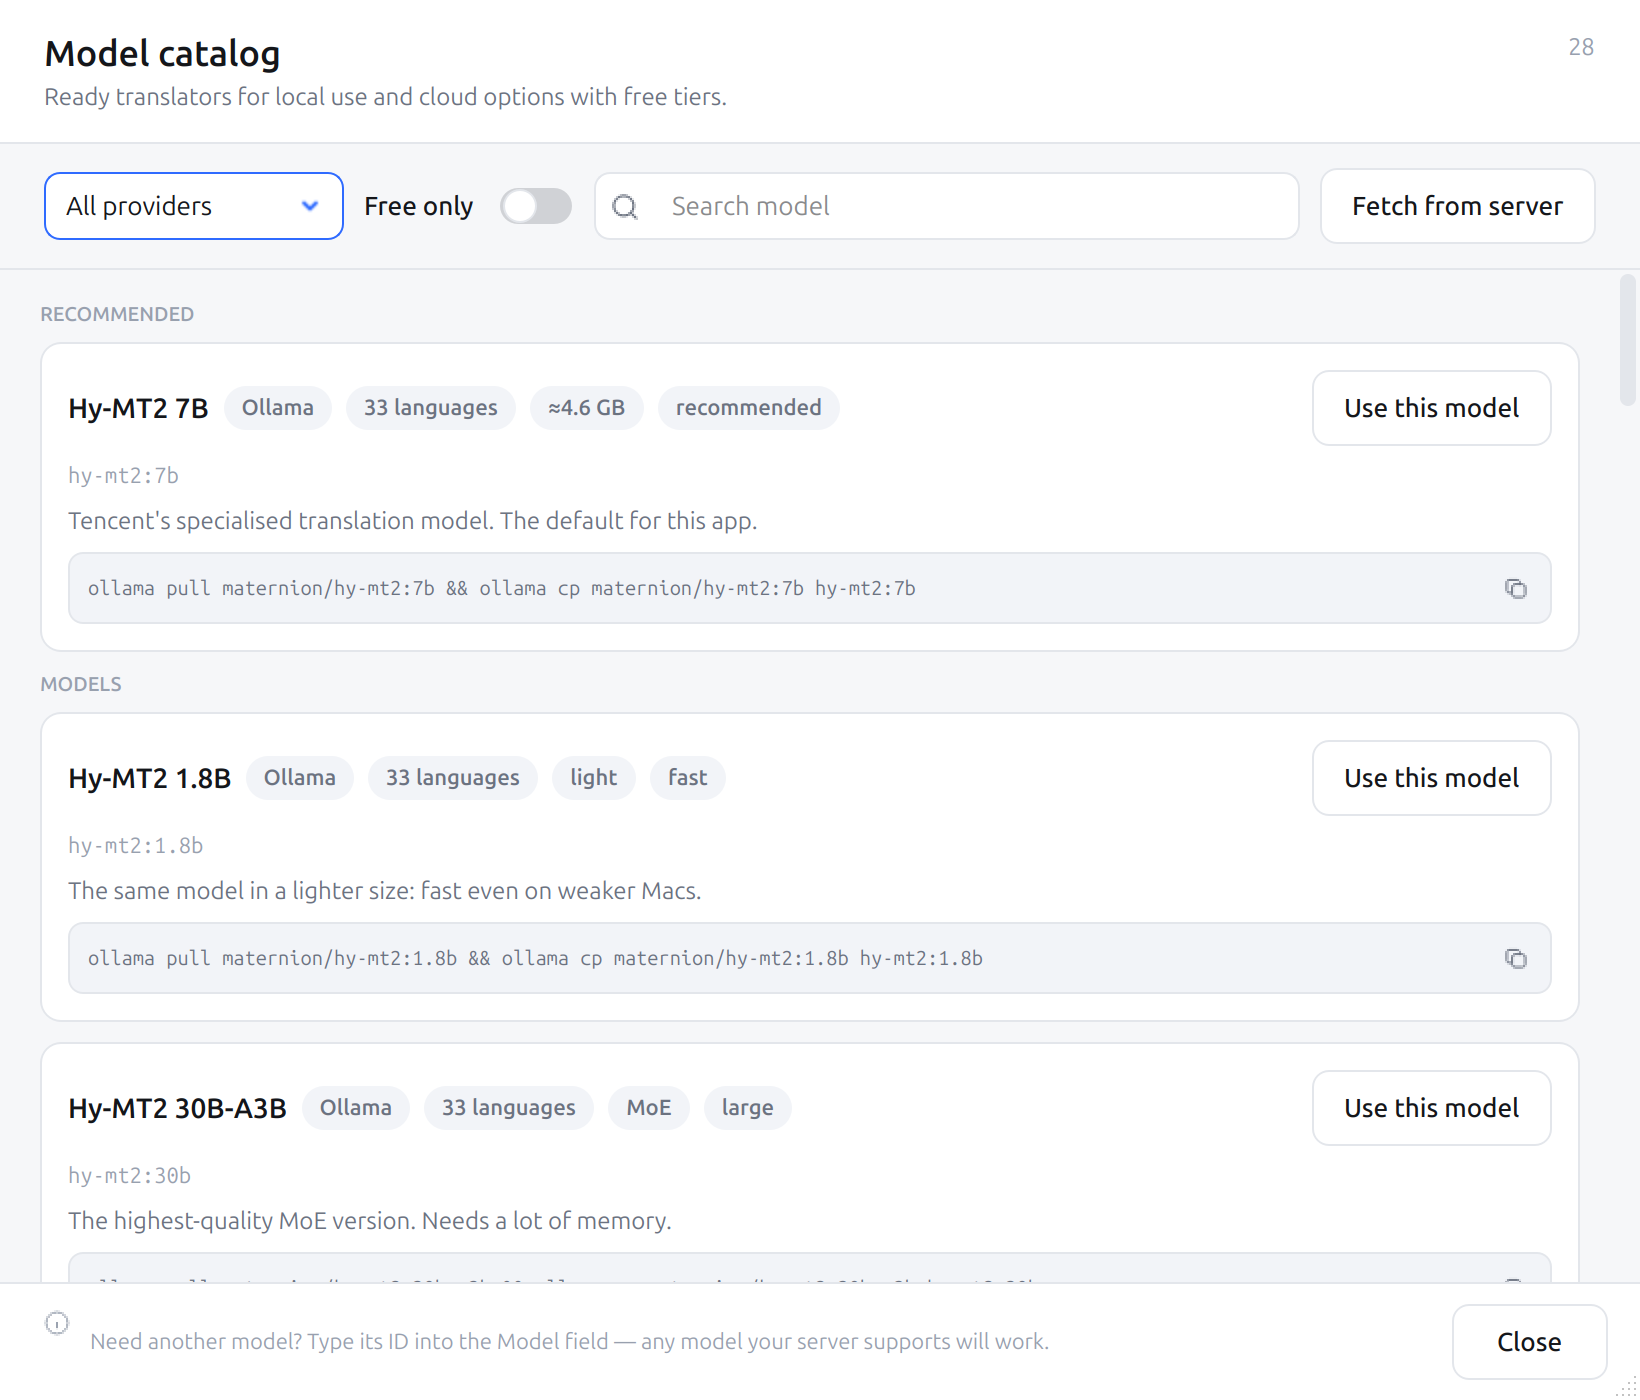 Model catalog
28
Ready translators for local use and cloud options with free tiers.
All providers
Free only
Search model
Fetch from server
RECOMMENDED
Hy-MT2 7B Ollama 33 languages ≈4.6 GB recommended
Use this model
hy-mt2:7b
Tencent's specialised translation model. The default for this app.
ollama pull maternion/hy-mt2:7b && ollama cp maternion/hy-mt2:7b hy-mt2:7b
MODELS
Hy-MT2 1.8B Ollama 33 languages light fast
Use this model
hy-mt2:1.8b
The same model in a lighter size: fast even on weaker Macs.
ollama pull maternion/hy-mt2:1.8b && ollama cp maternion/hy-mt2:1.8b hy-mt2:1.8b
Hy-MT2 30B-A3B Ollama 33 languages MoE large
Use this model
hy-mt2:30b
The highest-quality MoE version. Needs a lot of memory.
Need another model? Type its ID into the Model field — any model your server supports will work.
Close